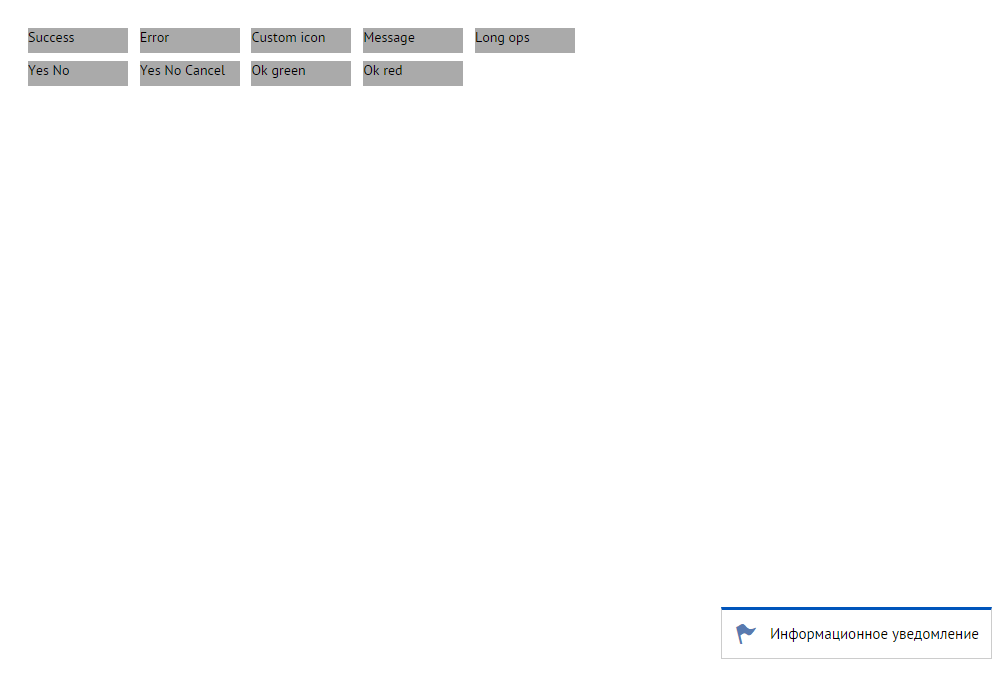 Success Error Custom icon Message Long ops
Yes No Yes No Cancel Ok green Ok red
Информационное уведомление